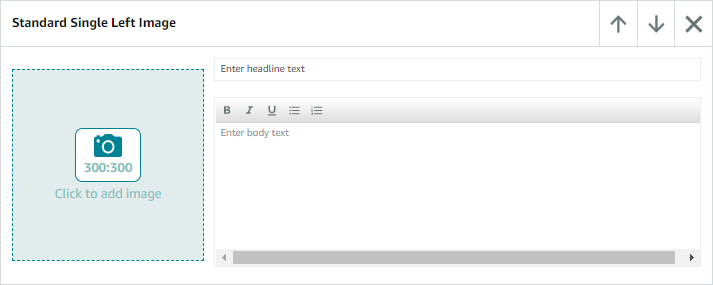 Standard Single Left Image
Enter headline text
B I U
Enter body text
300:300
Click to add image